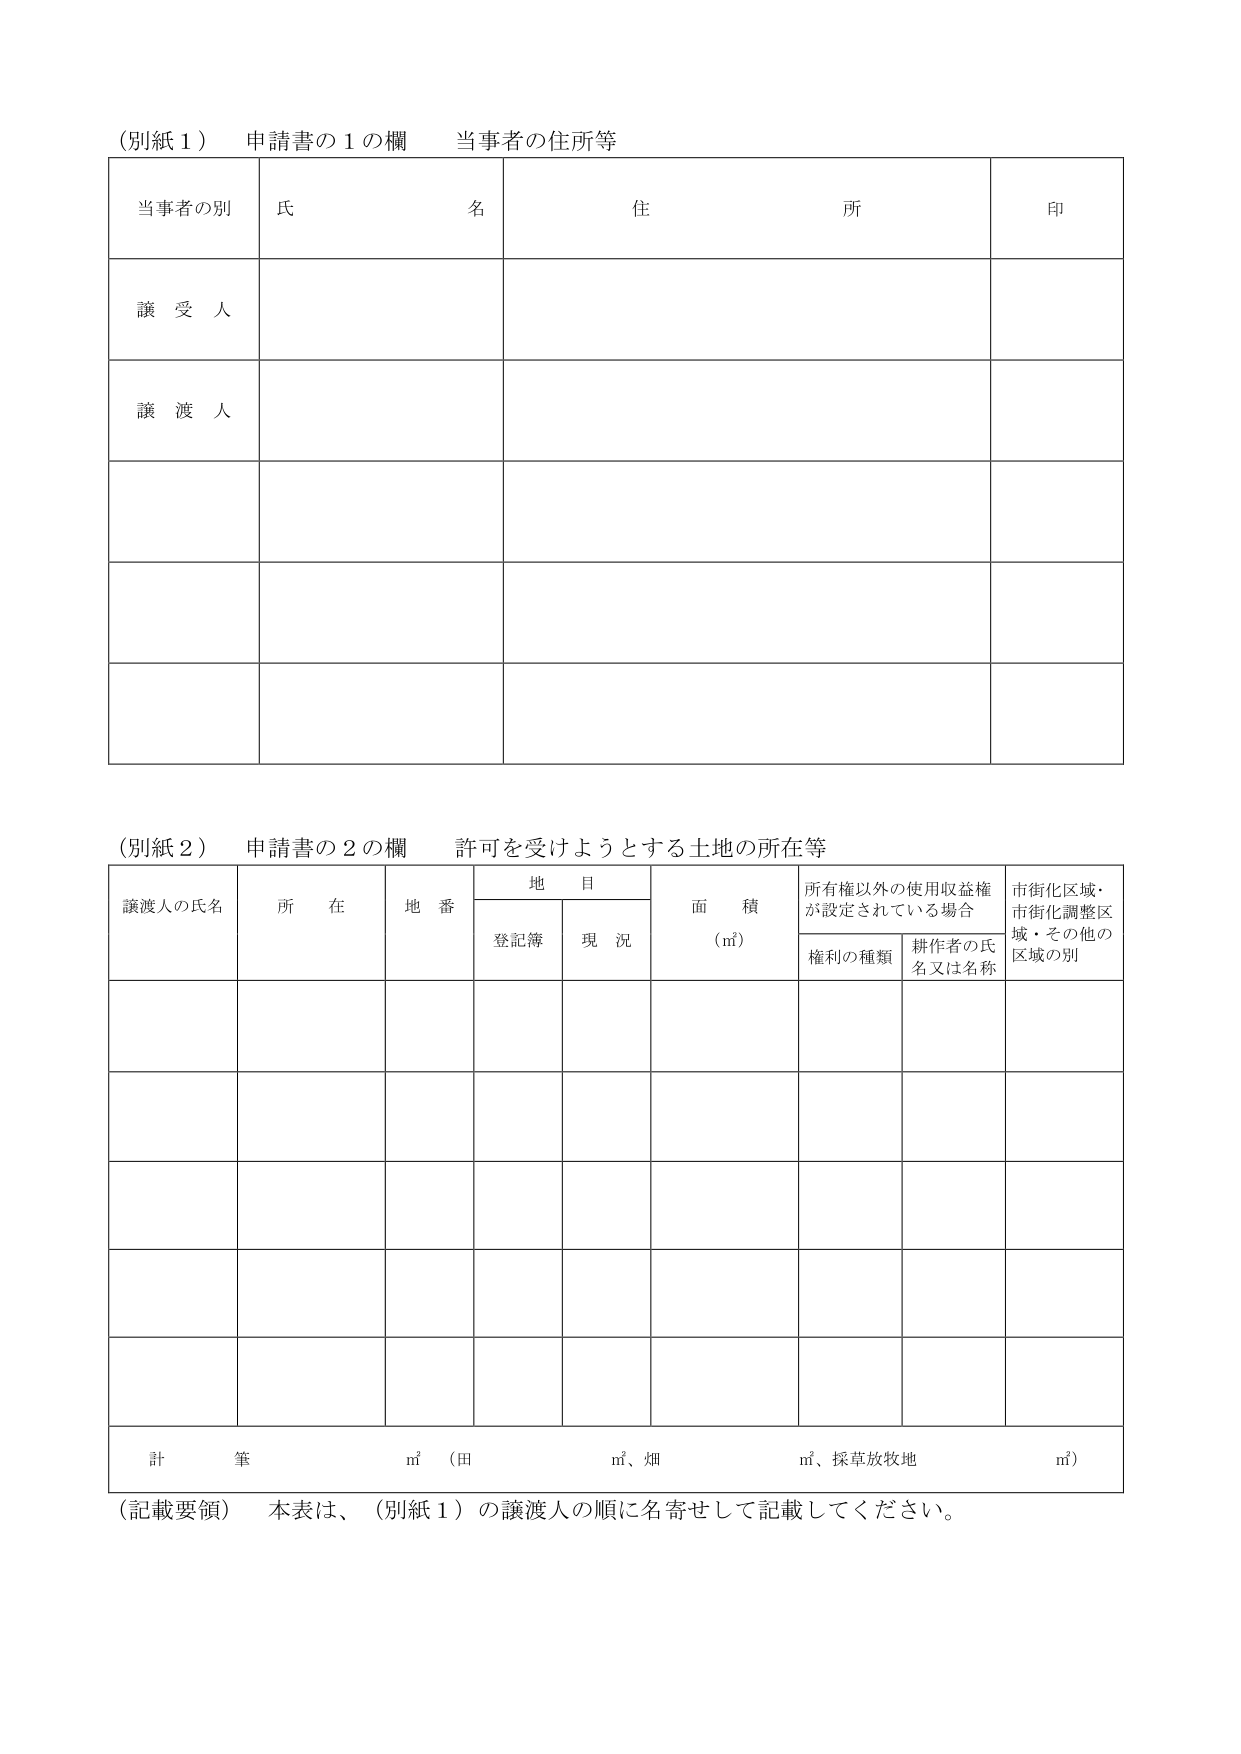 （別紙１）　申請書の１の欄　　当事者の住所等
当事者の別　氏　　　　名　住　　　　所　印
譲　受　人
譲　渡　人
（別紙２）　申請書の２の欄　　許可を受けようとする土地の所在等
譲渡人の氏名
所　　在
地　番
地　　目
登記簿　現　況
面　　積
（㎡）
所有権以外の使用収益権
が設定されている場合
権利の種類
耕作者の氏
名又は名称
市街化区域・
市街化調整区
域・その他の
区域の別
計　　　　筆　　　　　　　　　㎡　（田　　　　　　　　㎡、畑　　　　　　　　㎡、採草放牧地　　　　　　　　㎡）
（記載要領）　本表は、（別紙１）の譲渡人の順に名寄せして記載してください。